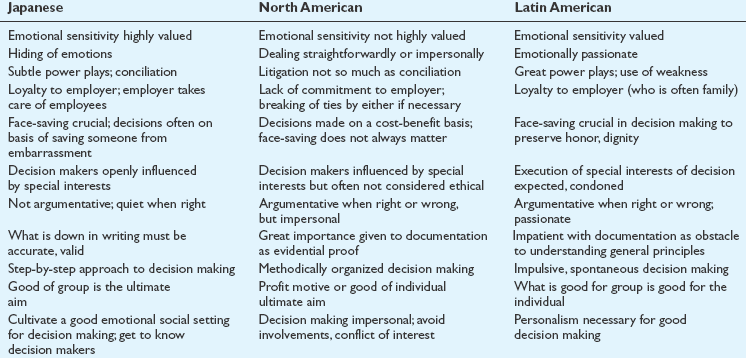 Japanese North American Latin American
Emotional sensitivity highly valued Emotional sensitivity not highly valued Emotional sensitivity valued
Hiding of emotions Dealing straightforwardly or impersonally Emotionally passionate
Subtle power plays; conciliation Litigation not so much as conciliation Great power plays; use of weakness
Loyalty to employer; employer takes Lack of commitment to employer; Loyalty to employer (who is often family)
care of employees breaking of ties by either if necessary
Face-saving crucial; decisions often on Decisions made on a cost-benefit basis; Face-saving crucial in decision making to
basis of saving someone from face-saving does not always matter preserve honor, dignity
embarrassment
Decision makers openly influenced Decision makers influenced by special Execution of special interests of decision
by special interests interests but often not considered ethical expected, condoned
Not argumentative; quiet when right Argumentative when right or wrong, Argumentative when right or wrong;
but impersonal passionate
What is down in writing must be Great importance given to documentation Impatient with documentation as obstacle
accurate, valid as evidential proof to understanding general principles
Step-by-step approach to decision making Methodically organized decision making Impulsive, spontaneous decision making
Good of group is the ultimate Profit motive or good of individual What is good for group is good for the
aim ultimate aim individual
Cultivate a good emotional social setting Decision making impersonal; avoid Personalism necessary for good
for decision making; get to know involvements, conflict of interest decision making
decision makers